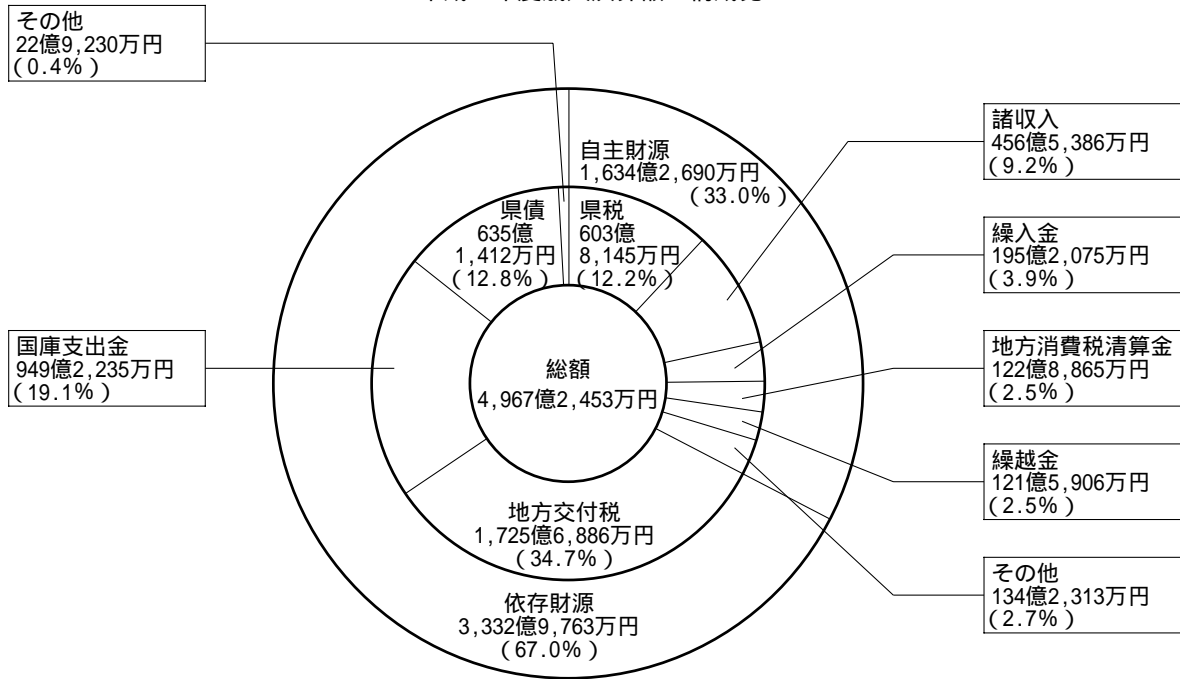 その他
22億9,230万円
(0.4%)
自主財源
1,634億2,690万円
(33.0%)
諸収入
456億5,386万円
(9.2%)
県債
635億
1,412万円
(12.8%)
県税
603億
8,145万円
(12.2%)
繰入金
195億2,075万円
(3.9%)
国庫支出金
949億2,235万円
(19.1%)
総額
4,967億2,453万円
地方消費税清算金
122億8,865万円
(2.5%)
繰越金
121億5,906万円
(2.5%)
地方交付税
1,725億6,886万円
(34.7%)
その他
134億2,313万円
(2.7%)
依存財源
3,332億9,763万円
(67.0%)